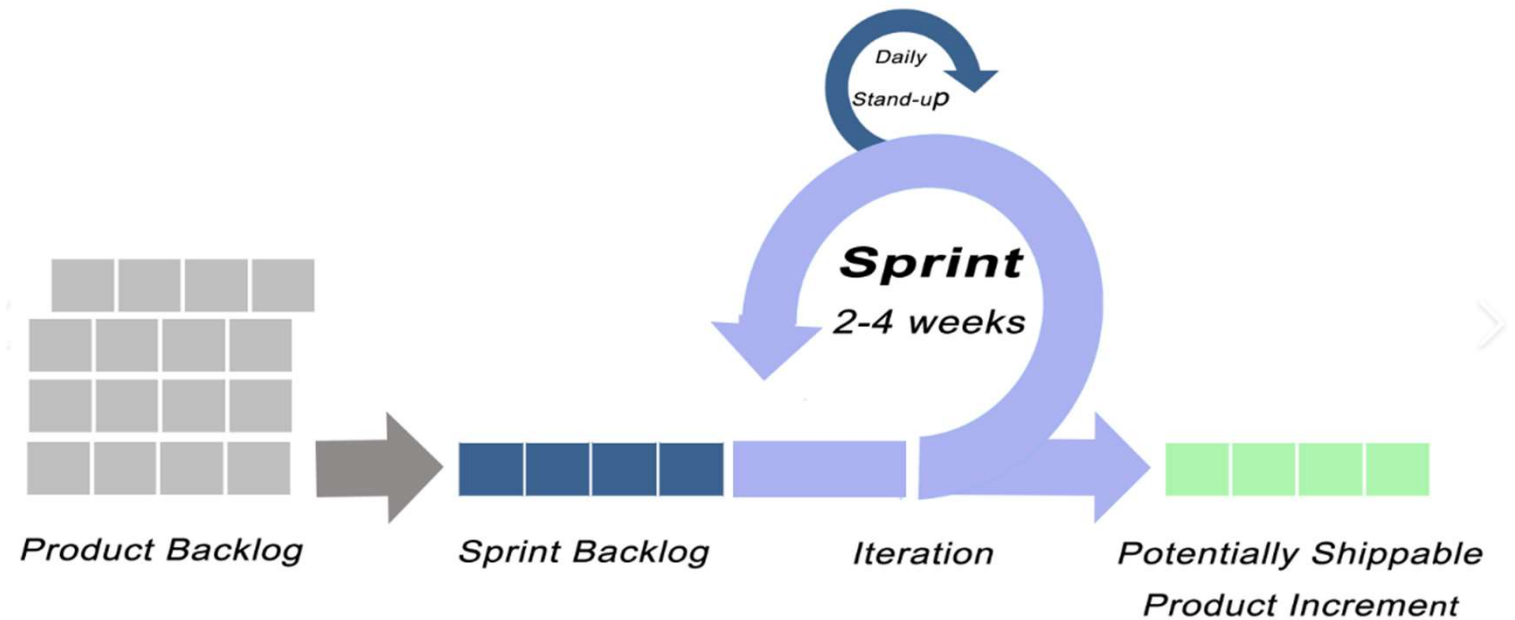 Daily
Stand-up
Sprint
2-4 weeks
Product Backlog
Sprint Backlog
Iteration
Potentially Shippable
Product Increment